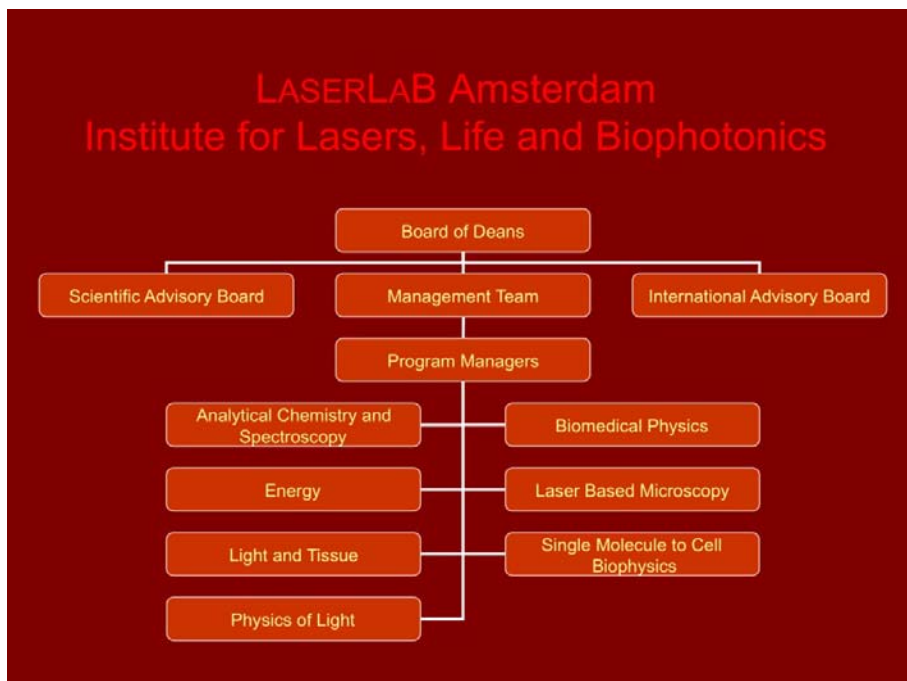 LASERLAB Amsterdam
Institute for Lasers, Life and Biophotonics
Board of Deans
Scientific Advisory Board
Management Team
International Advisory Board
Program Managers
Analytical Chemistry and
Spectroscopy
Biomedical Physics
Energy
Laser Based Microscopy
Light and Tissue
Single Molecule to Cell
Biophysics
Physics of Light